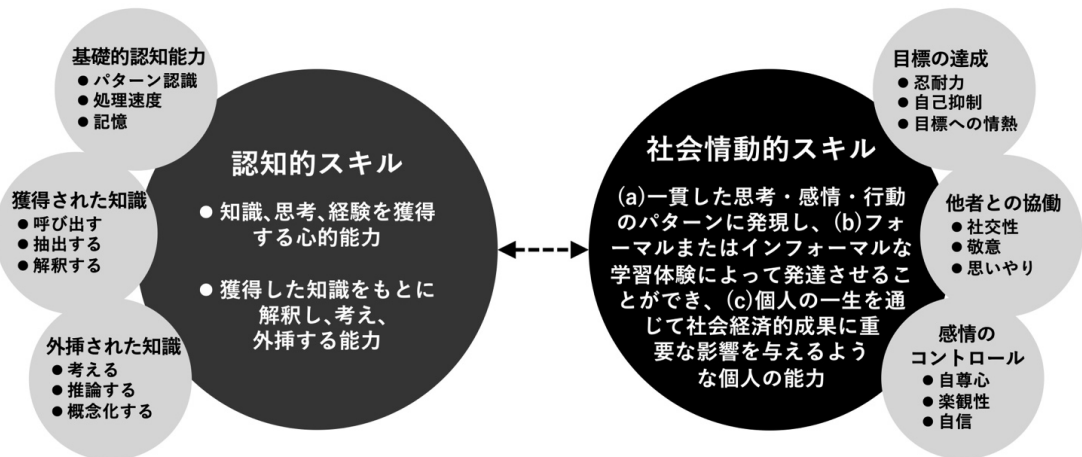 基礎的認知能力
● パターン認識
● 処理速度
● 記憶
獲得された知識
● 呼び出す
● 抽出する
● 解釈する
外挿された知識
● 考える
● 推論する
● 概念化する
認知的スキル
● 知識、思考、経験を獲得
する心的能力
● 獲得した知識をもとに
解釈し、考え、
外挿する能力
社会情動的スキル
(a)一貫した思考・感情・行動
のパターンに発現し、(b)フォ
ーマルまたはインフォーマルな
学習体験によって発達させるこ
とができ、(c)個人の一生を通
じて社会経済的成果に重
要な影響を与えるよう
な個人の能力
目標の達成
● 忍耐力
● 自己抑制
● 目標への情熱
他者との協働
● 社交性
● 敬意
● 思いやり
感情の
コントロール
● 自尊心
● 楽観性
● 自信